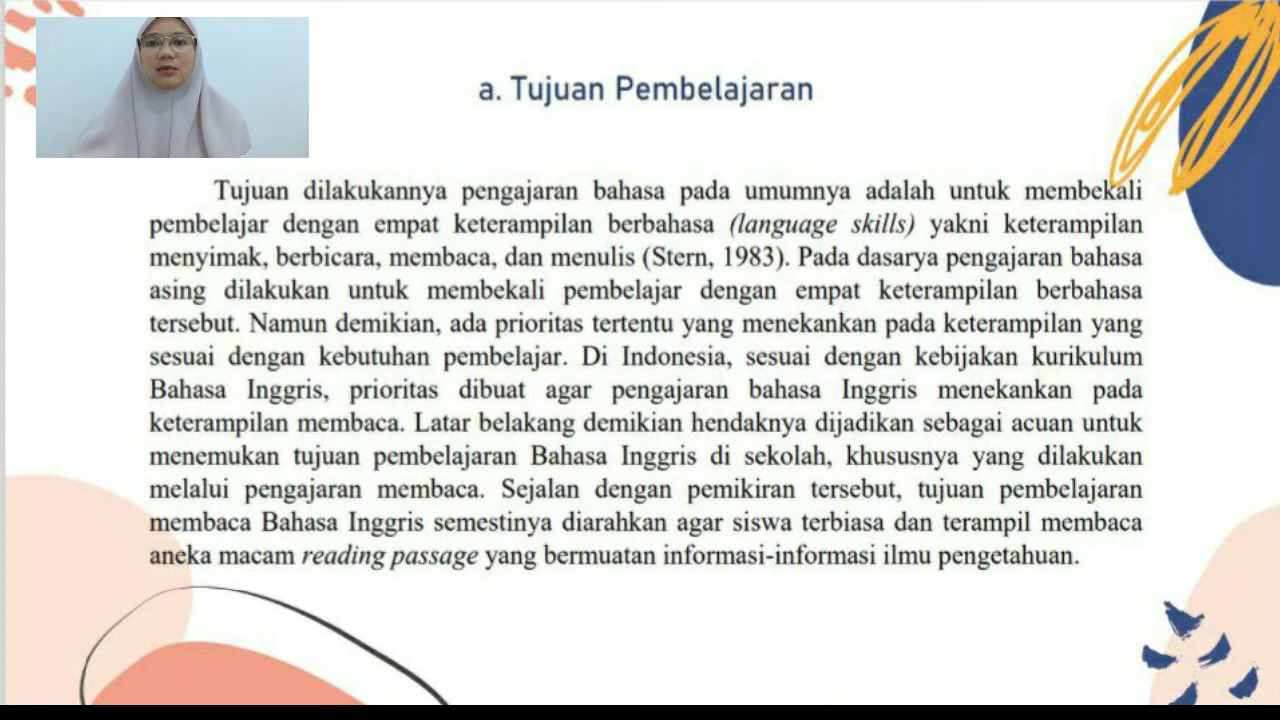 a. Tujuan Pembelajaran
Tujuan dilakukannya pengajaran bahasa pada umumnya adalah untuk membekali
pembelajar dengan empat keterampilan berbahasa (language skills) yakni keterampilan
menyimak, berbicara, membaca, dan menulis (Stern, 1983). Pada dasarya pengajaran bahasa
asing dilakukan untuk membekali pembelajar dengan empat keterampilan berbahasa
tersebut. Namun demikian, ada prioritas tertentu yang menekankan pada keterampilan yang
sesuai dengan kebutuhan pembelajar. Di Indonesia, sesuai dengan kebijakan kurikulum
Bahasa Inggris, prioritas dibuat agar pengajaran bahasa Inggris menekankan pada
keterampilan membaca. Latar belakang demikian hendaknya dijadikan sebagai acuan untuk
menemukan tujuan pembelajaran Bahasa Inggris di sekolah, khususnya yang dilakukan
melalui pengajaran membaca. Sejalan dengan pemikiran tersebut, tujuan pembelajaran
membaca Bahasa Inggris semestinya diarahkan agar siswa terbiasa dan terampil membaca
aneka macam reading passage yang bermuatan informasi-informasi ilmu pengetahuan.